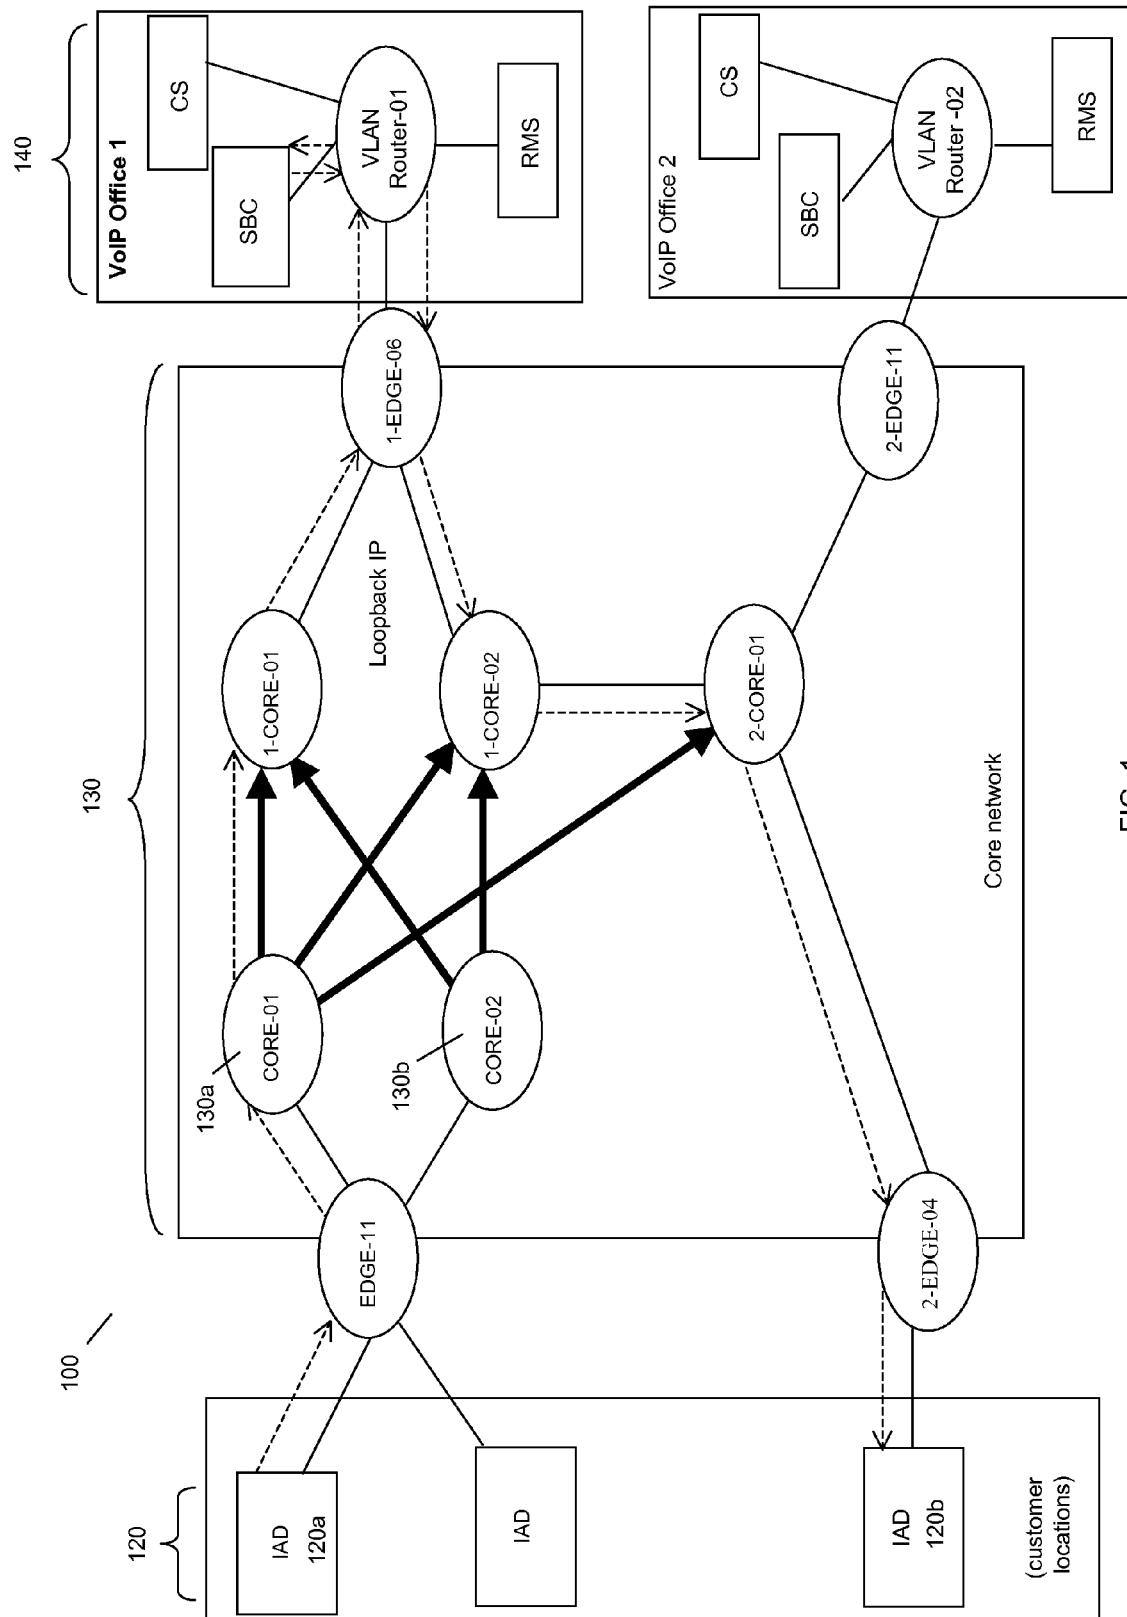 100
120
IAD
120a
IAD
IAD
120b
(customer
locations)
130
EDGE-11
2-EDGE-04
CORE-01
130a
CORE-02
130b
1-CORE-01
1-CORE-02
2-CORE-01
Loopback IP
Core network
1-EDGE-06
2-EDGE-11
140
VoIP Office 1
SBC
CS
VLAN
Router-01
RMS
VoIP Office 2
SBC
CS
VLAN
Router -02
RMS